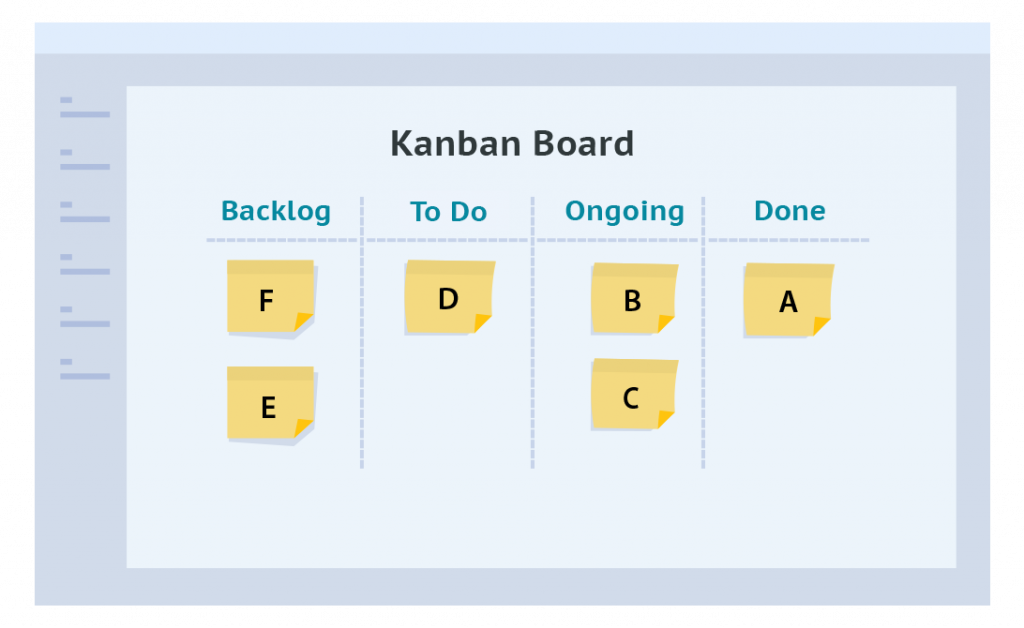 Kanban Board
Backlog To Do Ongoing Done
F D B A
E C